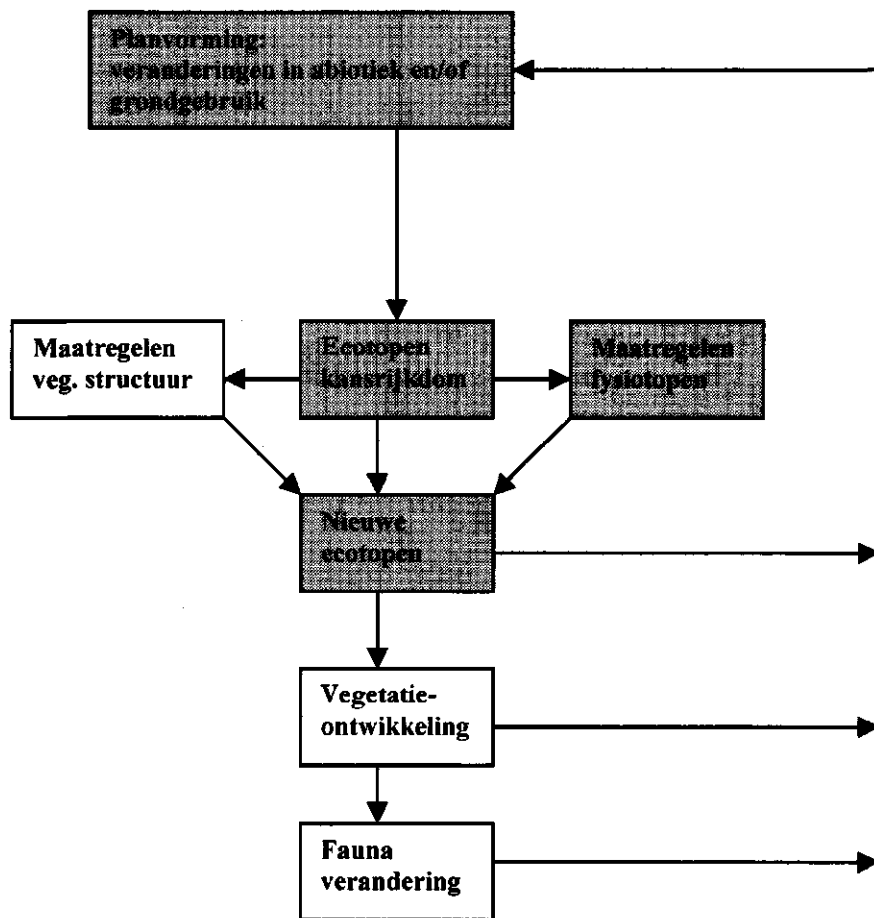 Planvorming:
veranderingen in abiotiek en/of
grondgebruik
Maatregelen
veg. structuur
Ecotopen
kansrijkdom
Maatregelen
fysiotopen
Nieuwe
ecotopen
Vegetatie-
ontwikkeling
Fauna
verandering